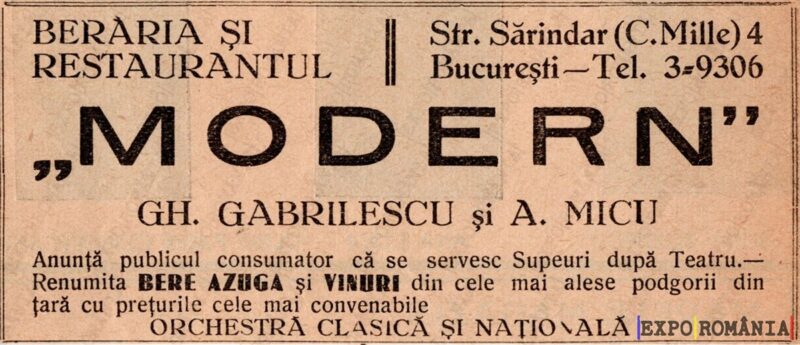 BERĂRIA ȘI
RESTAURANTUL
Str. Sărindar (C. Mille) 4
București — Tel. 3-9306
„MODERN”
GH. GABRILESCU și A. MICU
Anunță publicul consumator că se servesc Supeuri după Teatru.—
Renumita BERE AZUGA și VINURI din cele mai alese podgorii din
țară cu prețurile cele mai convenabile
ORCHESTRĂ CLASICĂ ȘI NAȚIONALĂ
EXPO ROMÂNIA